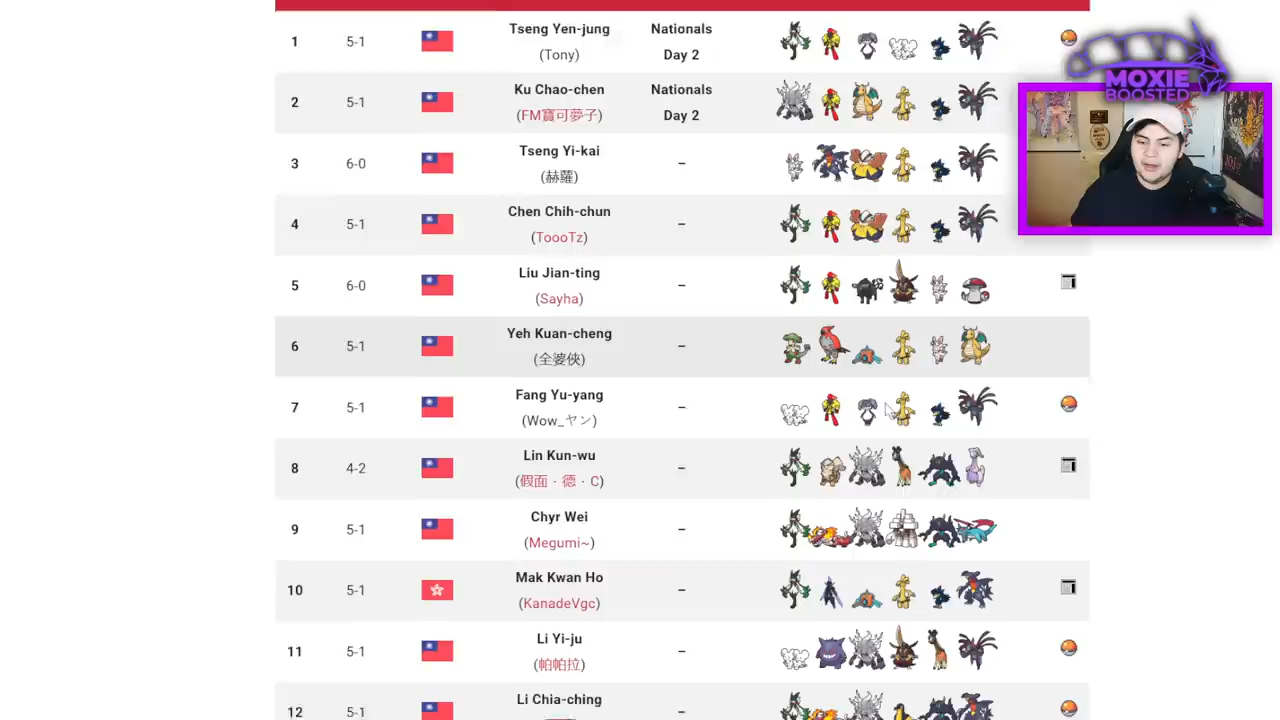 1 5-1 Tseng Yen-jung Nationals
(Tony) Day 2
2 5-1 Ku Chao-chen Nationals
(FM寶可夢子) Day 2
3 6-0 Tseng Yi-kai –
(赫蘿)
4 5-1 Chen Chih-chun –
(ToooTz)
5 6-0 Liu Jian-ting –
(Sayha)
6 5-1 Yeh Kuan-cheng –
(全婆俠)
7 5-1 Fang Yu-yang –
(Wow_ヤン)
8 4-2 Lin Kun-wu –
(假面・德・C)
9 5-1 Chyr Wei –
(Megumi~)
10 5-1 Mak Kwan Ho –
(KanadeVgc)
11 5-1 Li Yi-ju –
(帕帕拉)
12 5-1 Li Chia-ching –
MOXIE
BOOSTED